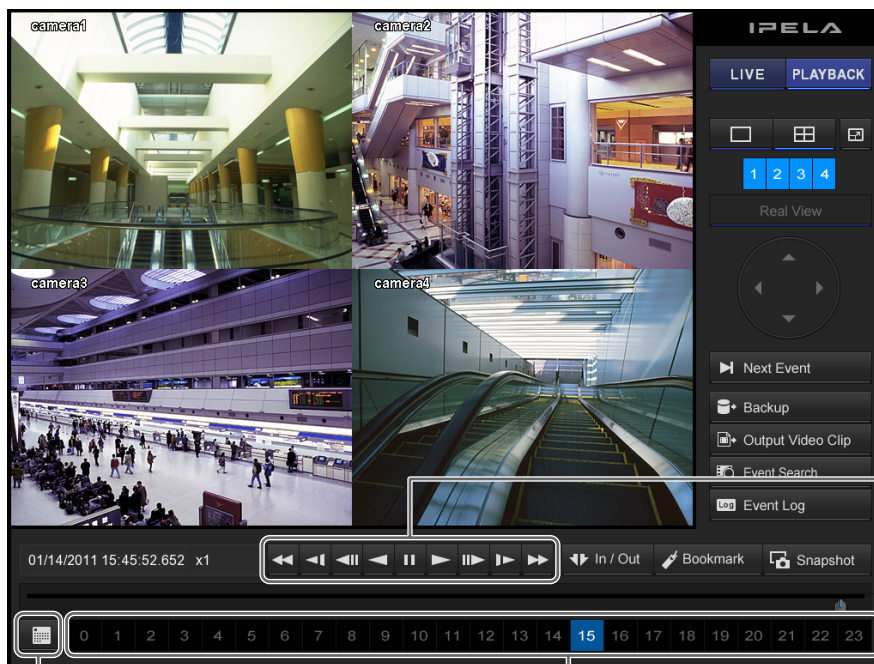 camera1
camera2
IPELA
LIVE PLAYBACK
1 2 3 4
Real View
camera3
camera4
Next Event
Backup
Output Video Clip
Event Search
Log Event Log
01/14/2011 15:45:52.652 x1
In / Out
Bookmark
Snapshot
0 1 2 3 4 5 6 7 8 9 10 11 12 13 14 15 16 17 18 19 20 21 22 23